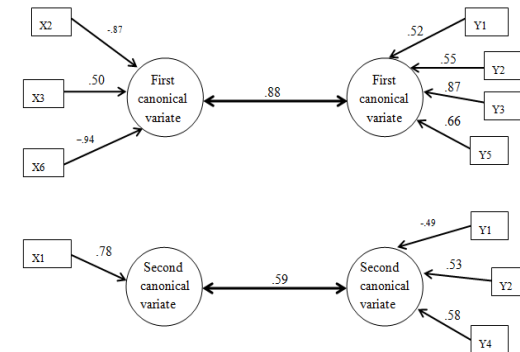 X2
-.87
X3
.50
X6
-.94
First
canonical
variate
.88
First
canonical
variate
.52
Y1
.55
Y2
.87
Y3
.66
Y5
X1
.78
Second
canonical
variate
.59
Second
canonical
variate
-.49
Y1
.53
Y2
.58
Y4